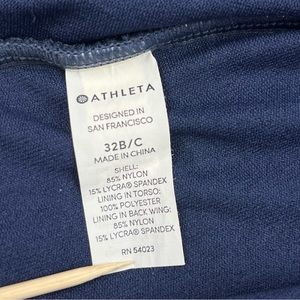 ATHLETA
DESIGNED IN
SAN FRANCISCO
32B/C
MADE IN CHINA
SHELL:
85% NYLON
15% LYCRA® SPANDEX
LINING IN TORSO:
100% POLYESTER
LINING IN BACK WING:
85% NYLON
15% LYCRA® SPANDEX
RN 54023